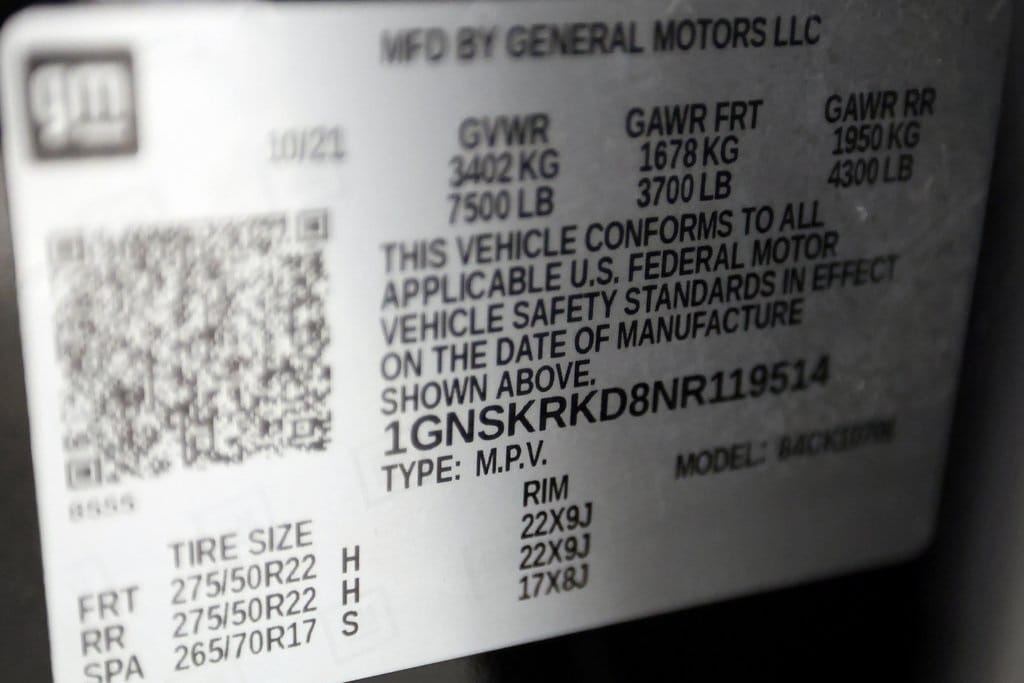 gm
MFD BY GENERAL MOTORS LLC
10/21
GVWR GAWR FRT GAWR RR
3402 KG 1678 KG 1950 KG
7500 LB 3700 LB 4300 LB
THIS VEHICLE CONFORMS TO ALL
APPLICABLE U.S. FEDERAL MOTOR
VEHICLE SAFETY STANDARDS IN EFFECT
ON THE DATE OF MANUFACTURE
SHOWN ABOVE.
1GNSKRKD8NR119514
TYPE: M.P.V. MODEL:
8555
TIRE SIZE RIM
FRT 275/50R22 H 22X9J
RR 275/50R22 H 22X9J
SPA 265/70R17 S 17X8J